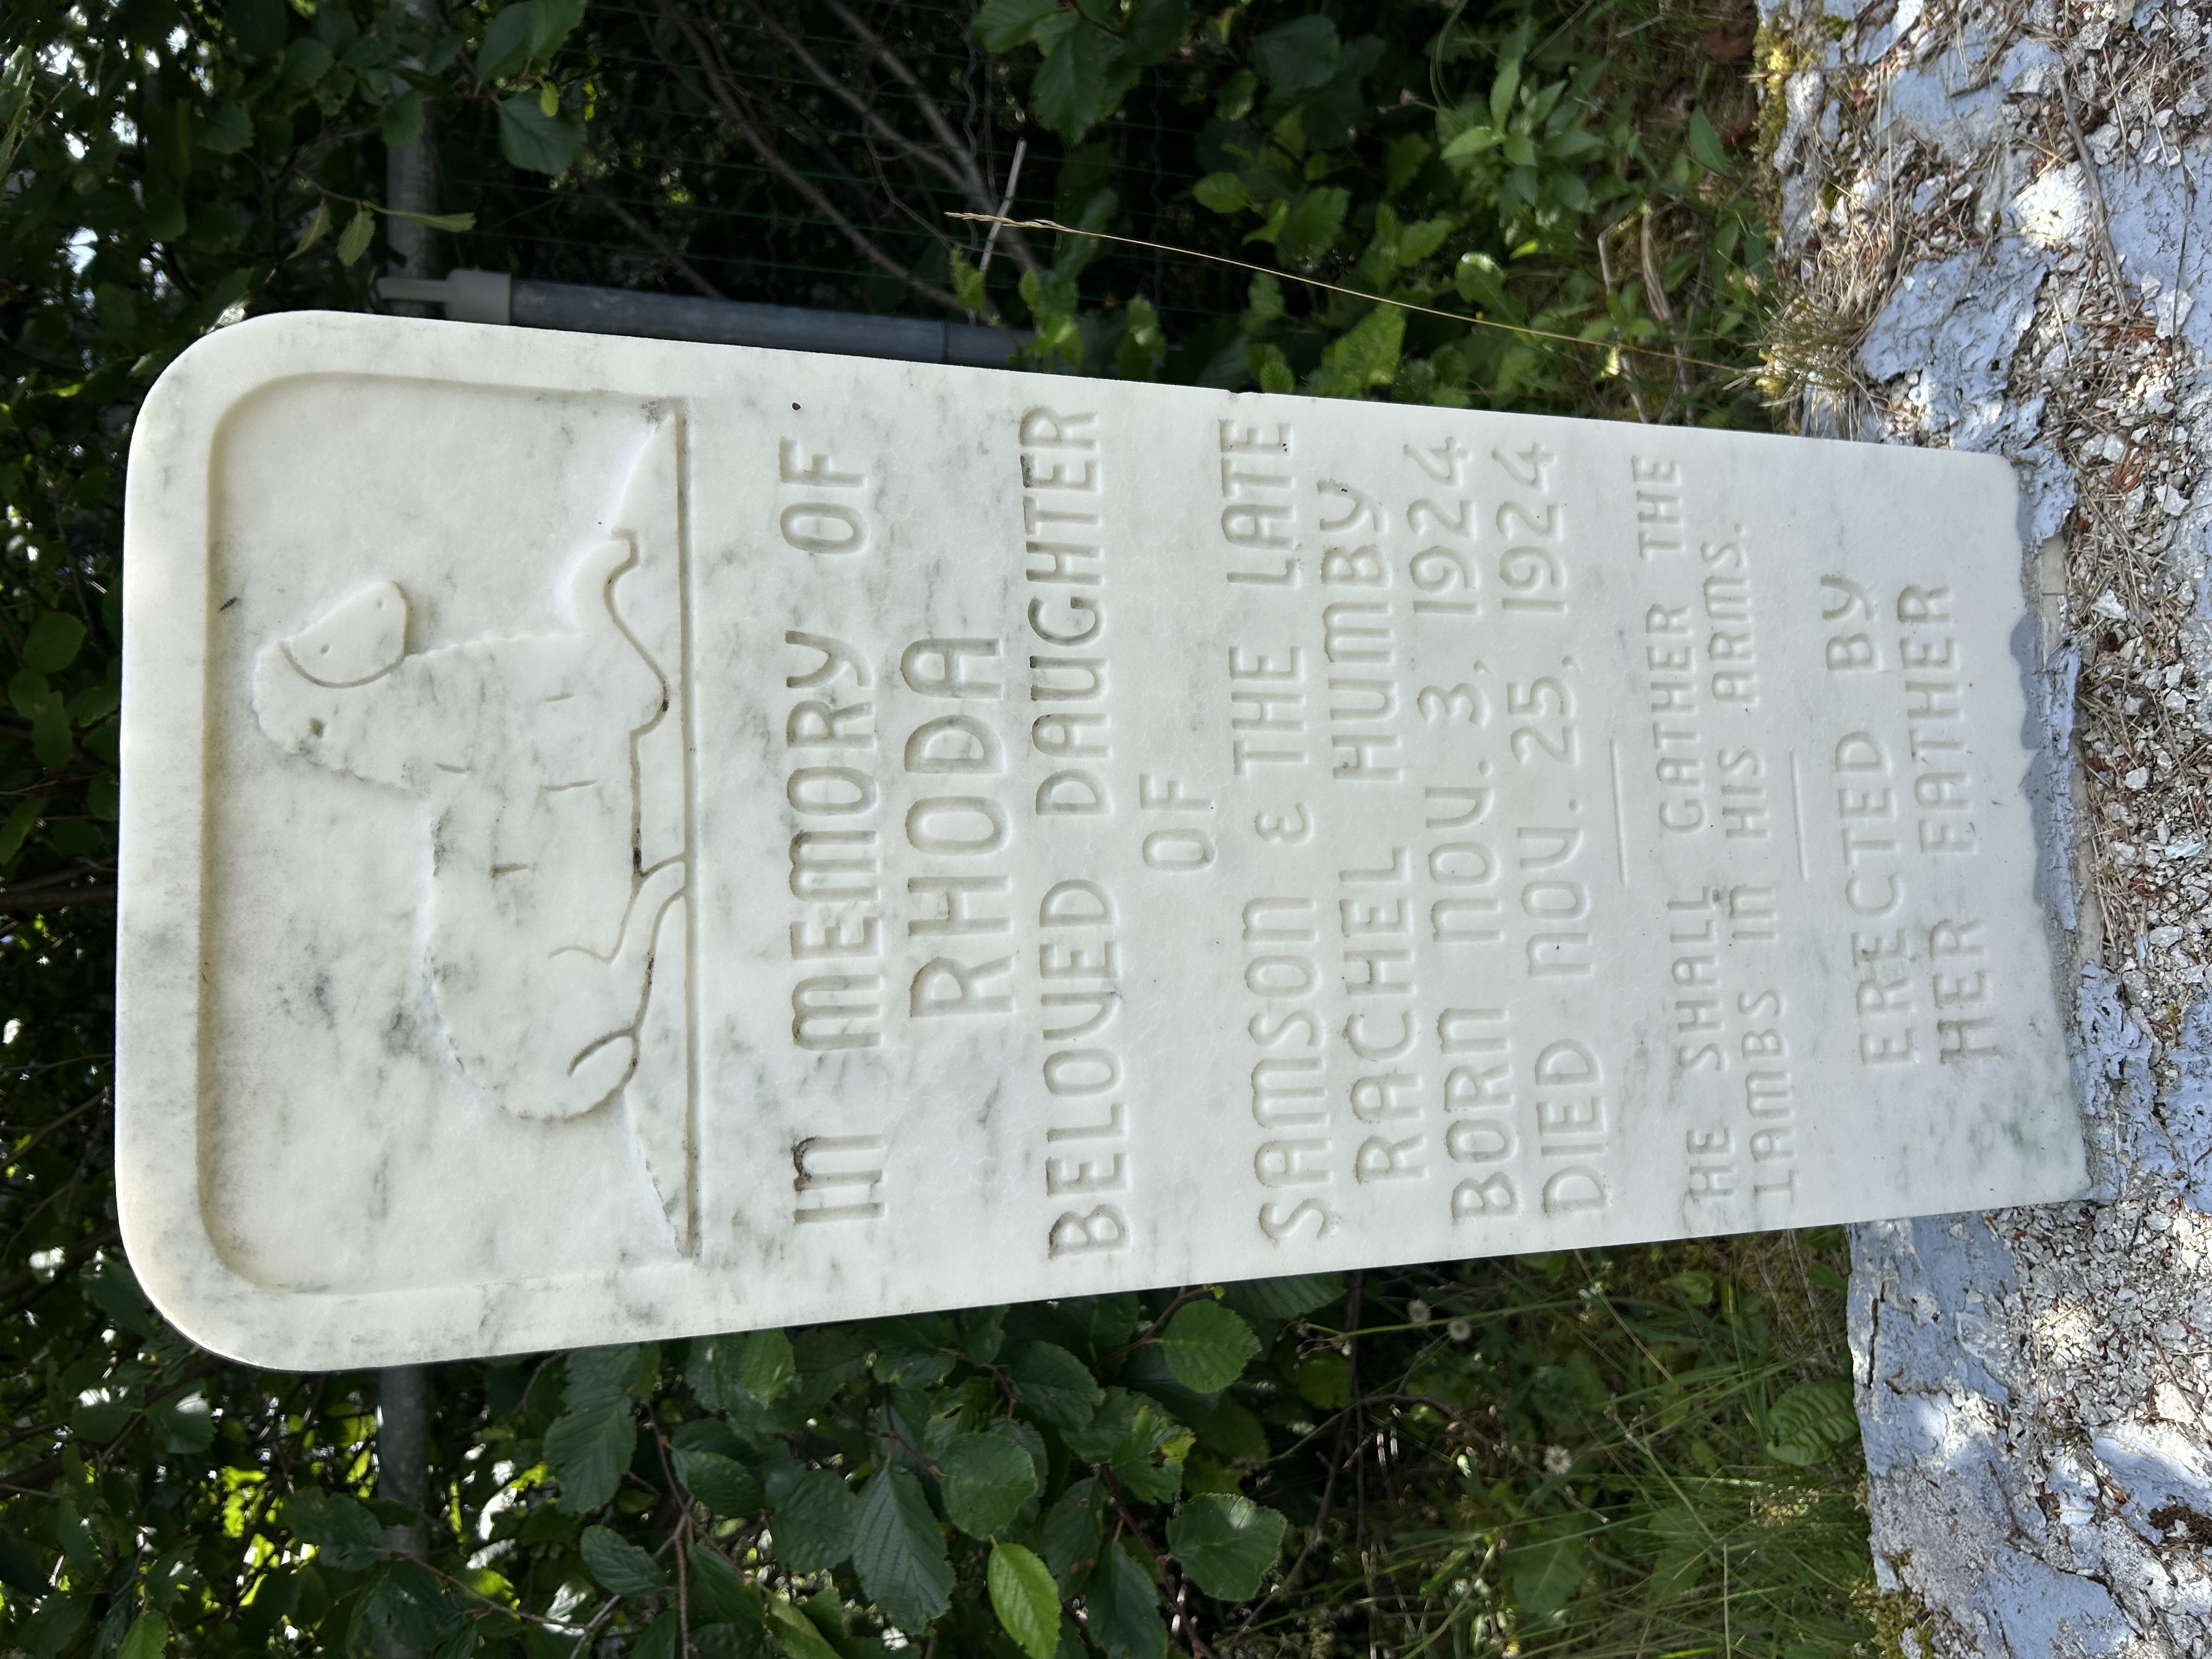 In MEMORY OF
RHODA
BELOVED DAUGHTER
OF
SAMSON & THE LATE
RACHEL HUMBY
BORN NOV. 3, 1924
DIED NOV. 25, 1924
HE SHALL GATHER THE
LAMBS IN HIS ARMS.
ERECTED BY
HER FATHER